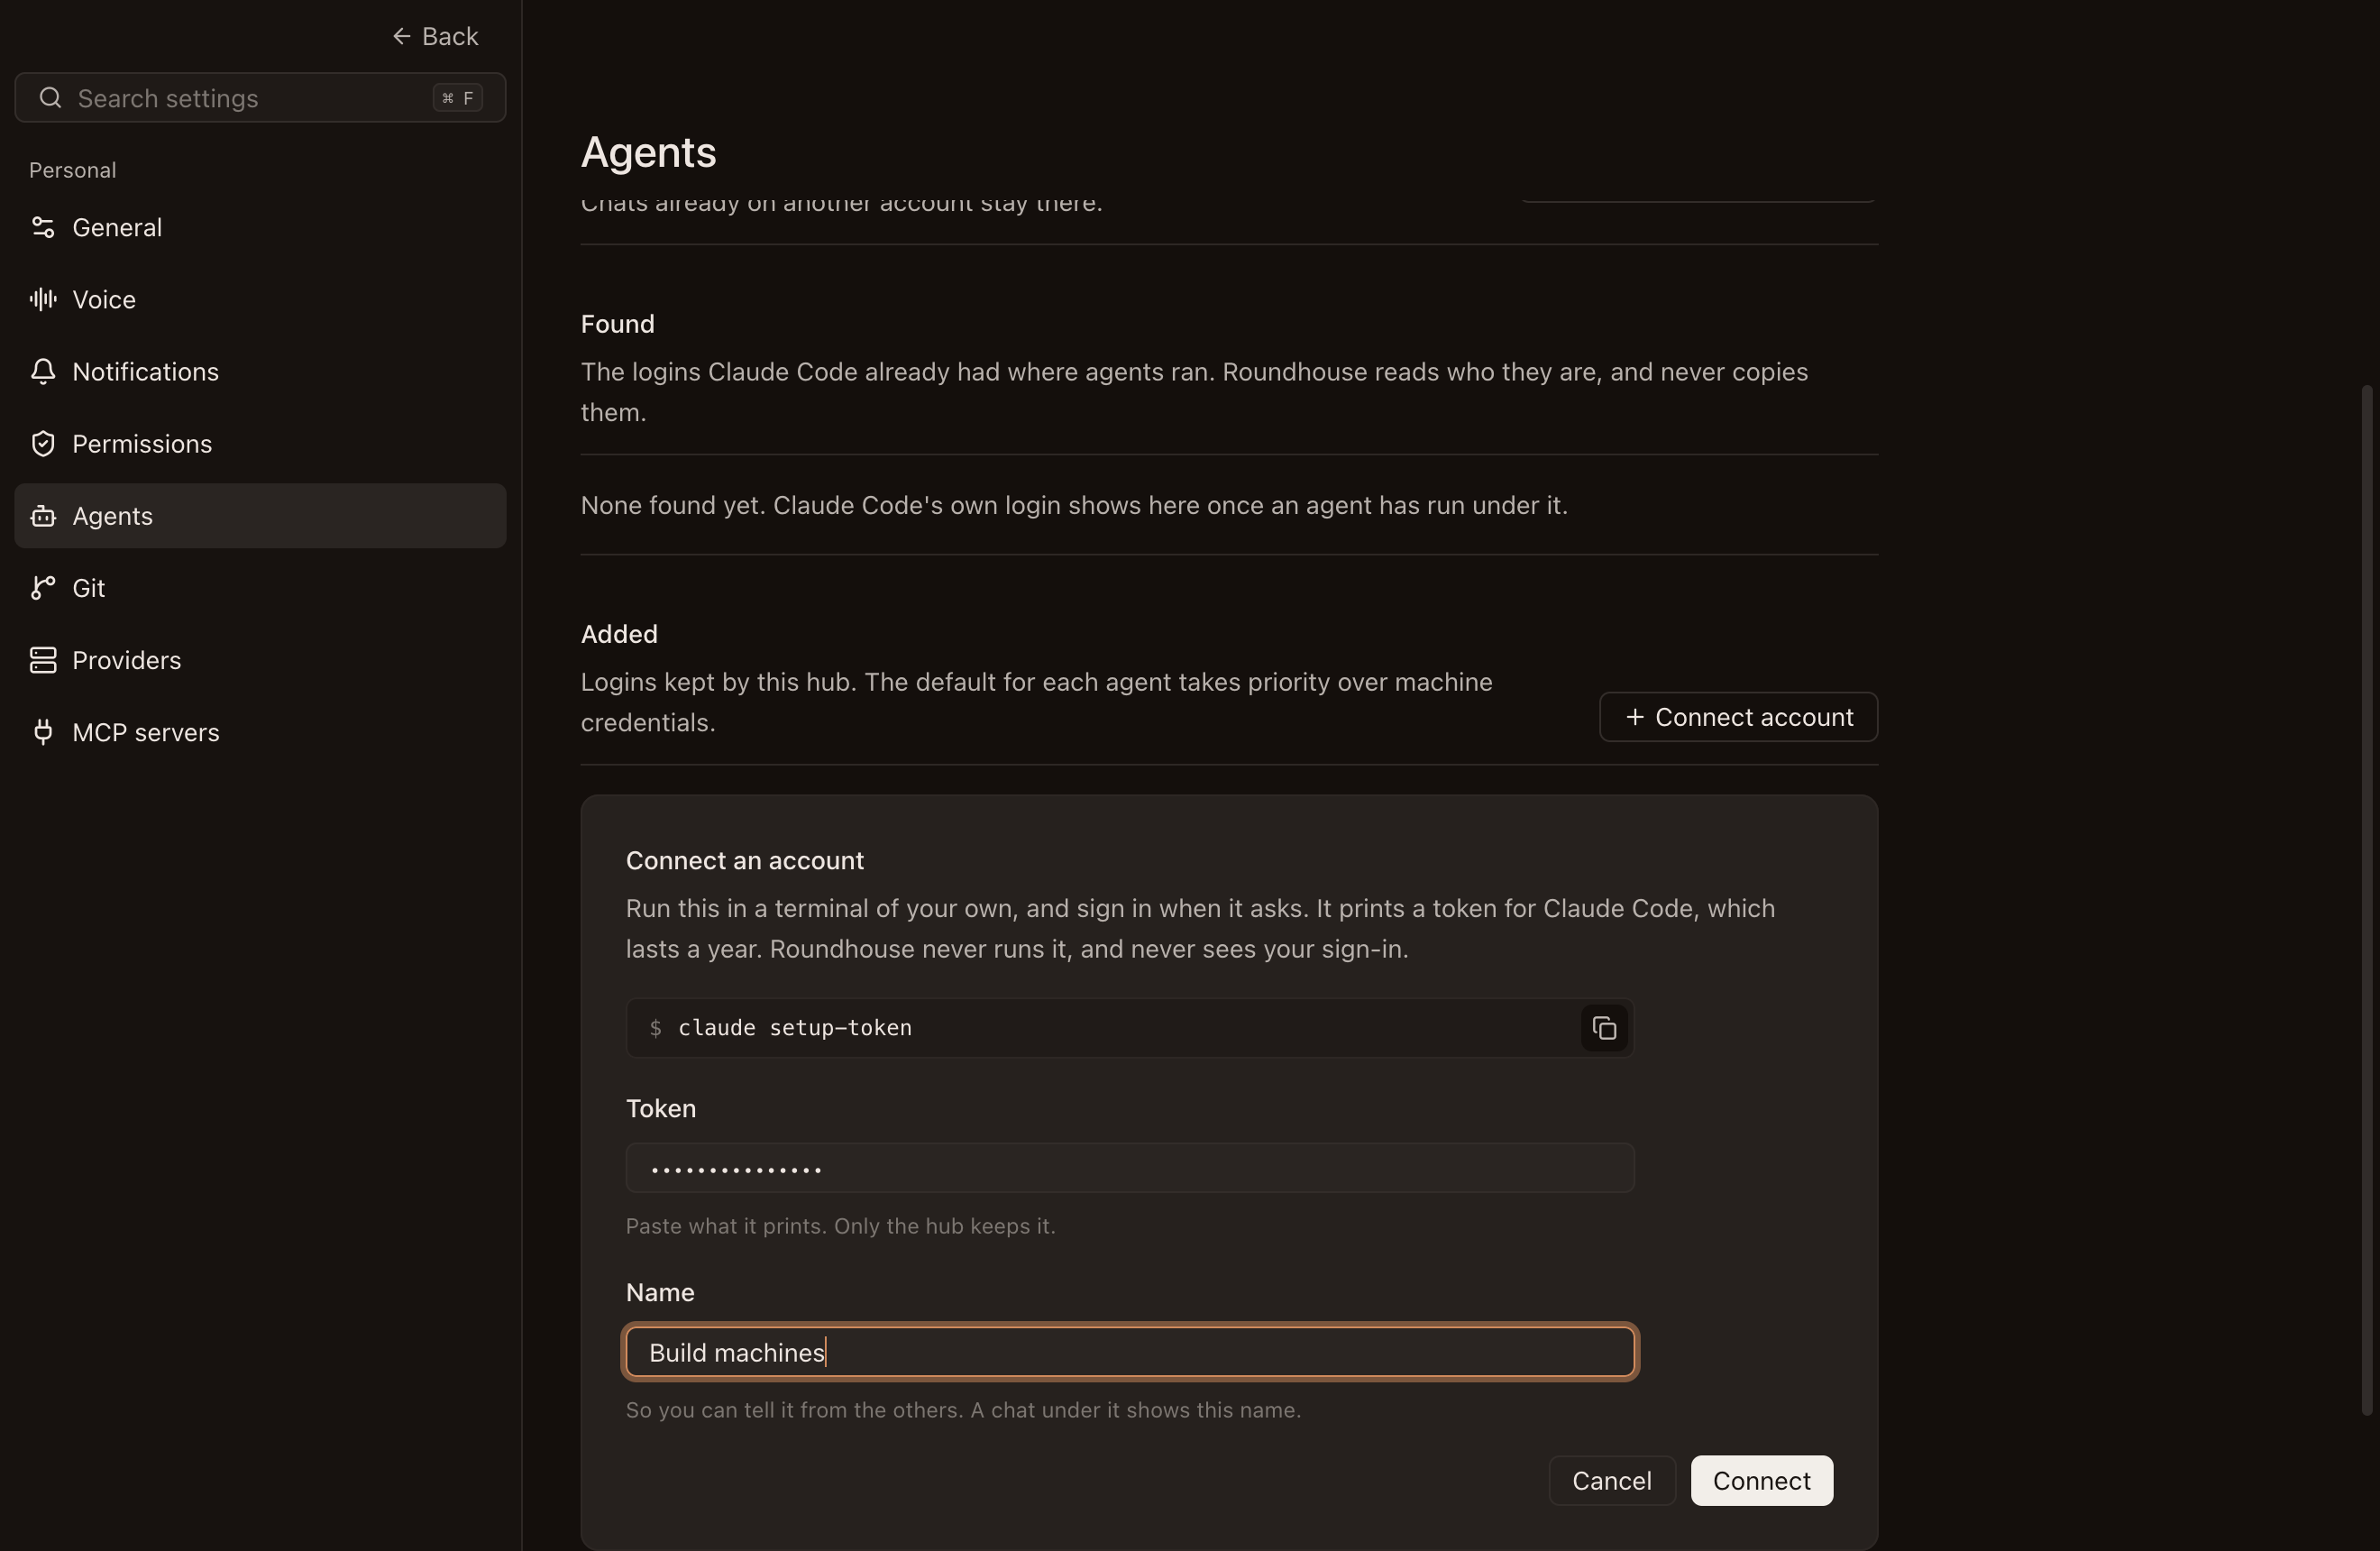 Back
Search settings
⌘ F
Personal
General
Voice
Notifications
Permissions
Agents
Git
Providers
MCP servers
Agents
Chats already on another account stay there.
Found
The logins Claude Code already had where agents ran. Roundhouse reads who they are, and never copies
them.
None found yet. Claude Code's own login shows here once an agent has run under it.
Added
Logins kept by this hub. The default for each agent takes priority over machine
credentials.
+ Connect account
Connect an account
Run this in a terminal of your own, and sign in when it asks. It prints a token for Claude Code, which
lasts a year. Roundhouse never runs it, and never sees your sign-in.
$ claude setup-token
Token
•••••••••••••••
Paste what it prints. Only the hub keeps it.
Name
Build machines
So you can tell it from the others. A chat under it shows this name.
Cancel
Connect